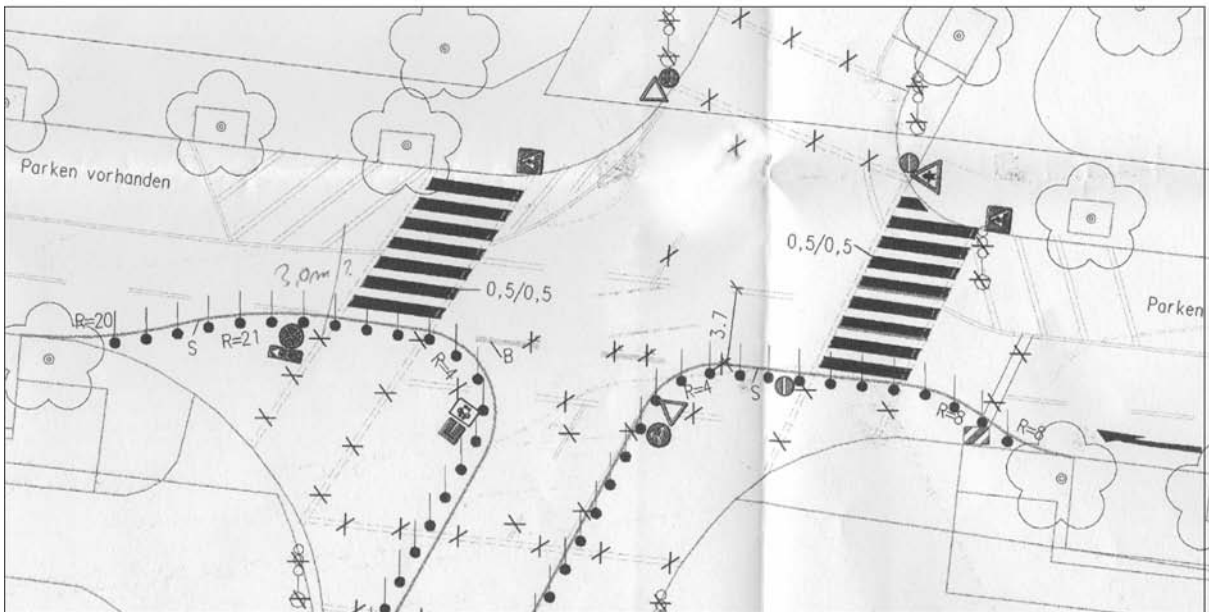 Parken vorhanden
3,0m ?
0,5/0,5
0,5/0,5
Parken
R=20
S
R=21
R=4
B
3.7
R=4
S
R=8
R=8